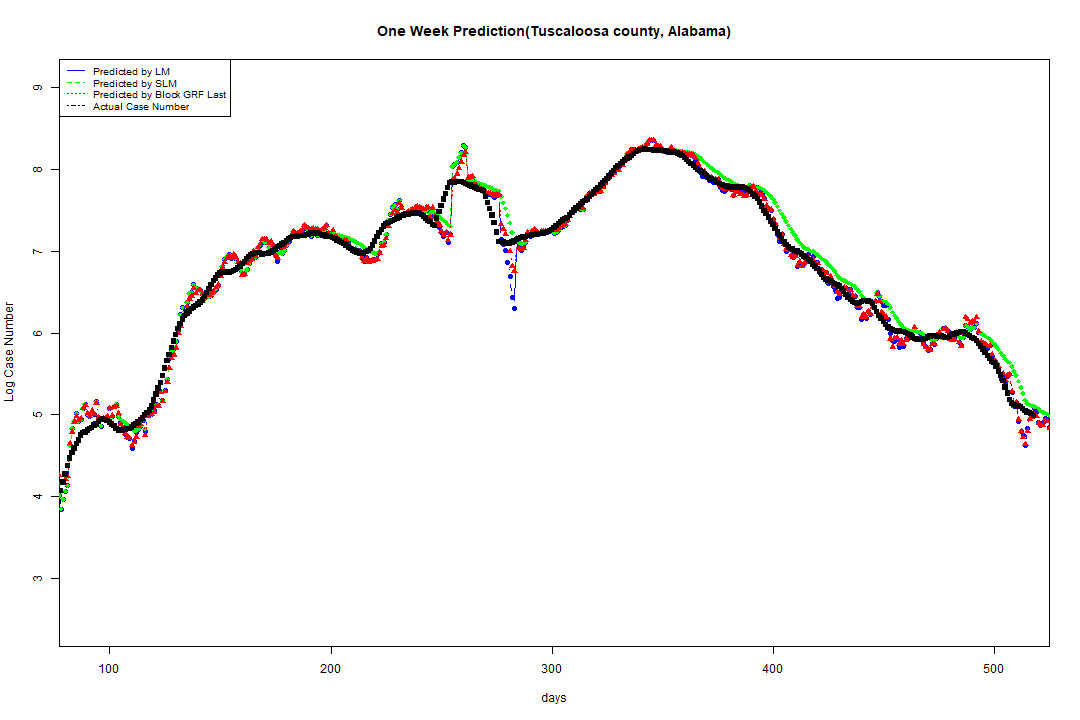 One Week Prediction(Tuscaloosa county, Alabama)
Predicted by LM
Predicted by SLM
Predicted by Block GRF Last
Actual Case Number
9
8
7
6
5
4
3
Log Case Number
100 200 300 400 500
days